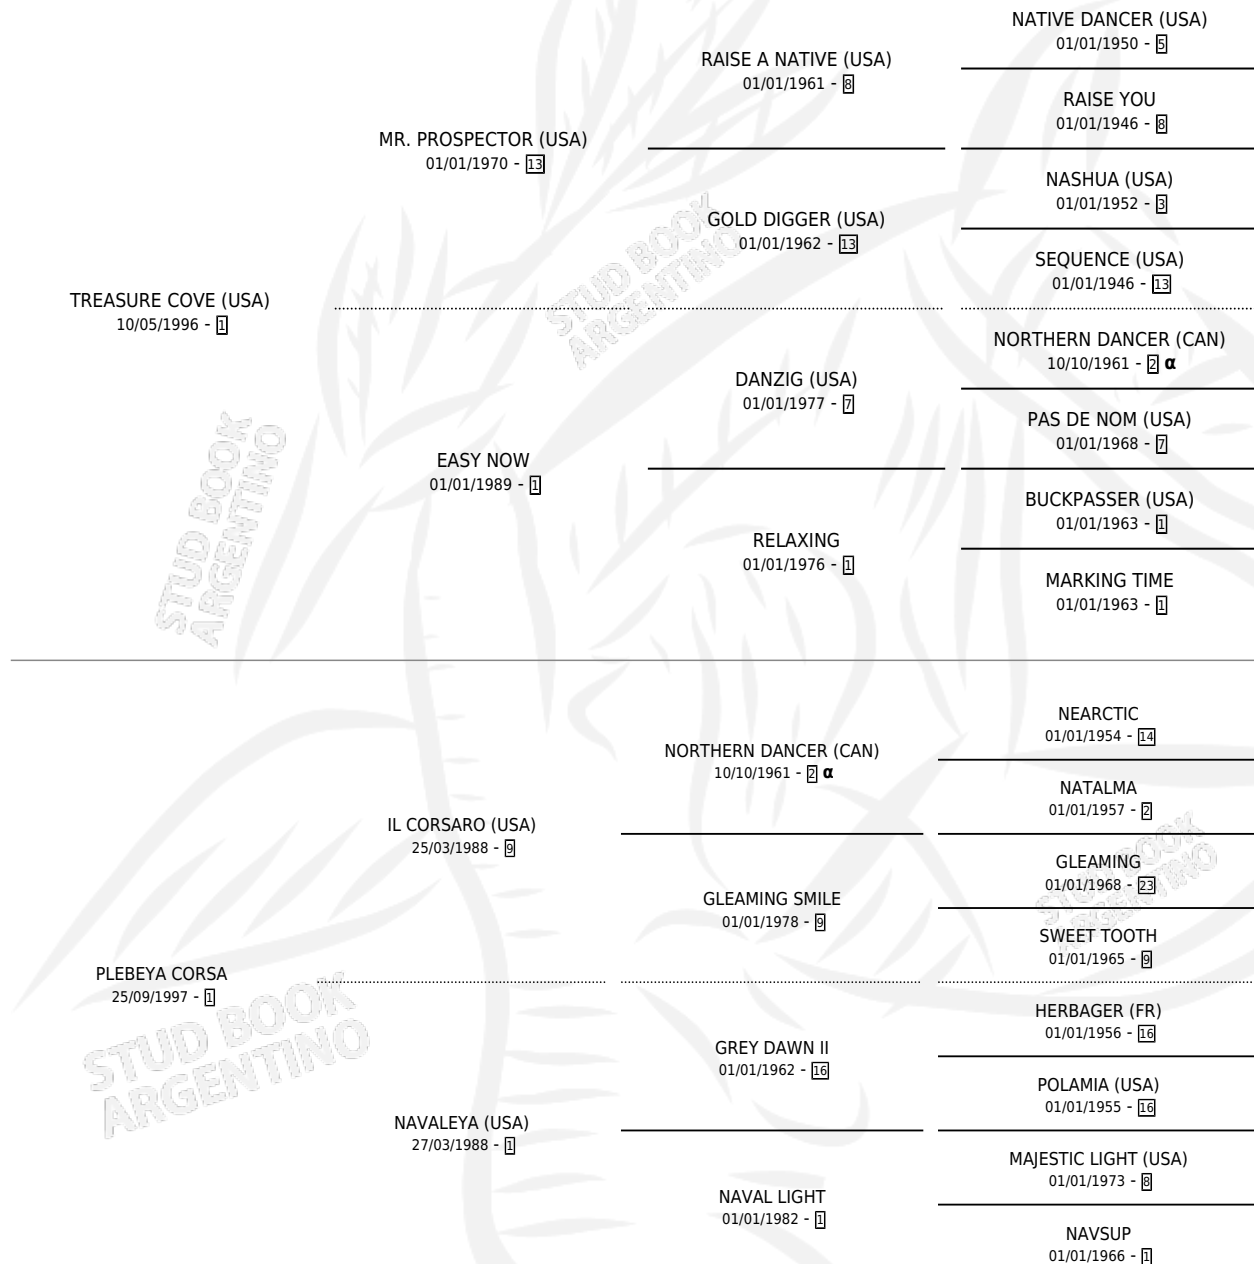 NATIVE DANCER (USA)
01/01/1950 - 5
RAISE A NATIVE (USA)
01/01/1961 - 8
RAISE YOU
01/01/1946 - 8
MR. PROSPECTOR (USA)
01/01/1970 - 13
NASHUA (USA)
01/01/1952 - 3
GOLD DIGGER (USA)
01/01/1962 - 13
SEQUENCE (USA)
01/01/1946 - 13
TREASURE COVE (USA)
10/05/1996 - 1
STUD BOOK
ARGENTINO
NORTHERN DANCER (CAN)
10/10/1961 - 2 α
DANZIG (USA)
01/01/1977 - 7
PAS DE NOM (USA)
01/01/1968 - 7
EASY NOW
01/01/1989 - 1
BUCKPASSER (USA)
01/01/1963 - 1
RELAXING
01/01/1976 - 1
MARKING TIME
01/01/1963 - 1
STUD BOOK
ARGENTINO
NEARCTIC
01/01/1954 - 14
NORTHERN DANCER (CAN)
10/10/1961 - 2 α
NATALMA
01/01/1957 - 2
IL CORSARO (USA)
25/03/1988 - 9
GLEAMING
01/01/1968 - 23
GLEAMING SMILE
01/01/1978 - 9
STUD BOOK
ARGENTINO
SWEET TOOTH
01/01/1965 - 9
PLEBEYA CORSA
25/09/1997 - 1
STUD BOOK
ARGENTINO
HERBAGER (FR)
01/01/1956 - 16
GREY DAWN II
01/01/1962 - 16
POLAMIA (USA)
01/01/1955 - 16
NAVALEYA (USA)
27/03/1988 - 1
MAJESTIC LIGHT (USA)
01/01/1973 - 8
NAVAL LIGHT
01/01/1982 - 1
NAVSUP
01/01/1966 - 1